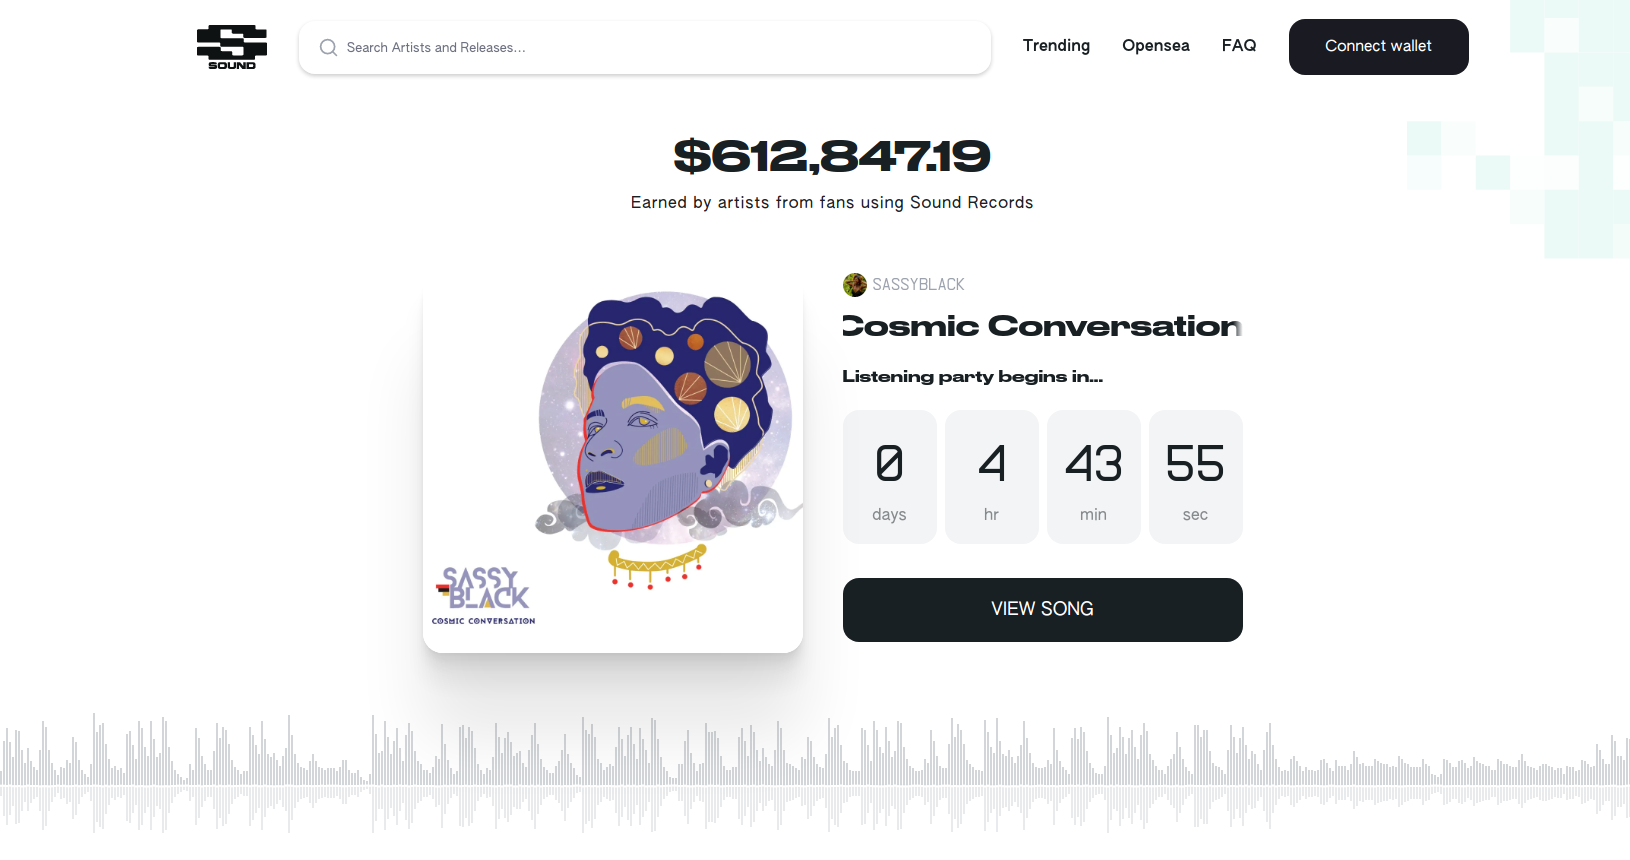 SOUND
Search Artists and Releases...
Trending
Opensea
FAQ
Connect wallet
$612,847.19
Earned by artists from fans using Sound Records
SASSYBLACK
Cosmic Conversation
Listening party begins in...
0
4
43
55
days
hr
min
sec
VIEW SONG
SASSY
BLACK
COSMIC CONVERSATION